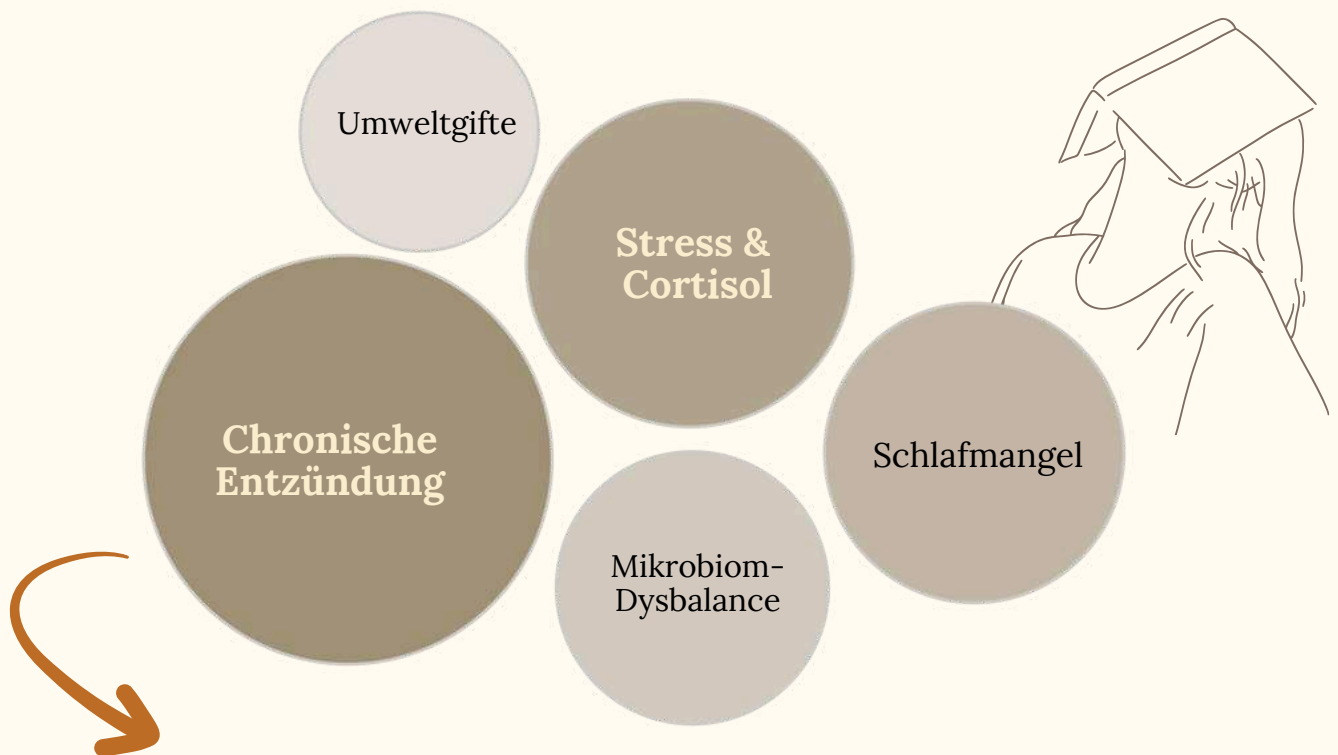 Umweltgifte
Stress &
Cortisol
Chronische
Entzündung
Schlafmangel
Mikrobiom-
Dysbalance